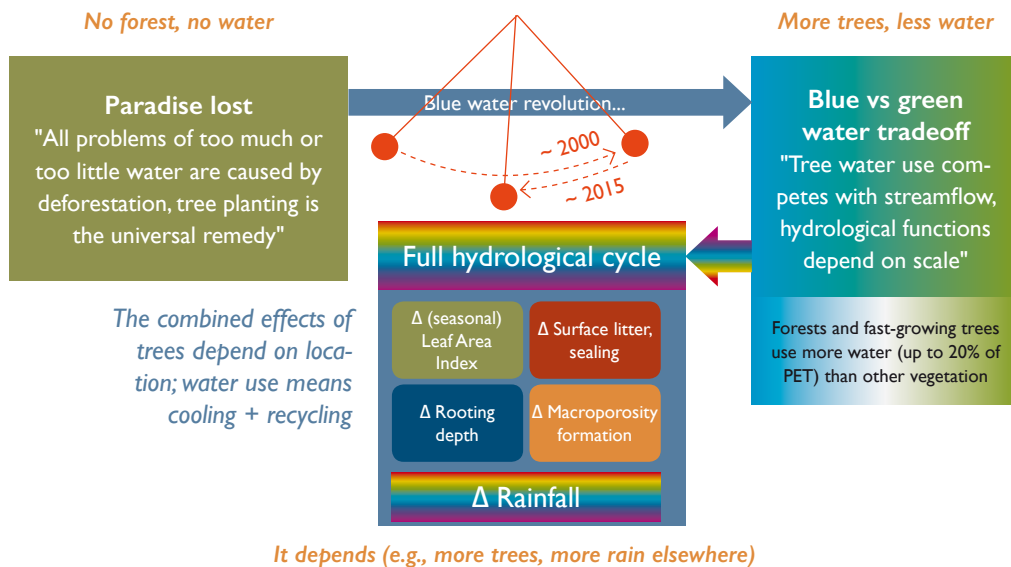 No forest, no water
More trees, less water
Paradise lost
"All problems of too much or
too little water are caused by
deforestation, tree planting is
the universal remedy"
Blue water revolution...
~ 2000
~ 2015
Blue vs green
water tradeoff
"Tree water use com-
petes with streamflow,
hydrological functions
depend on scale"
Forests and fast-growing trees
use more water (up to 20% of
PET) than other vegetation
Full hydrological cycle
The combined effects of
trees depend on loca-
tion; water use means
cooling + recycling
Δ (seasonal)
Leaf Area
Index
Δ Surface litter,
sealing
Δ Rooting
depth
Δ Macroporosity
formation
Δ Rainfall
It depends (e.g., more trees, more rain elsewhere)